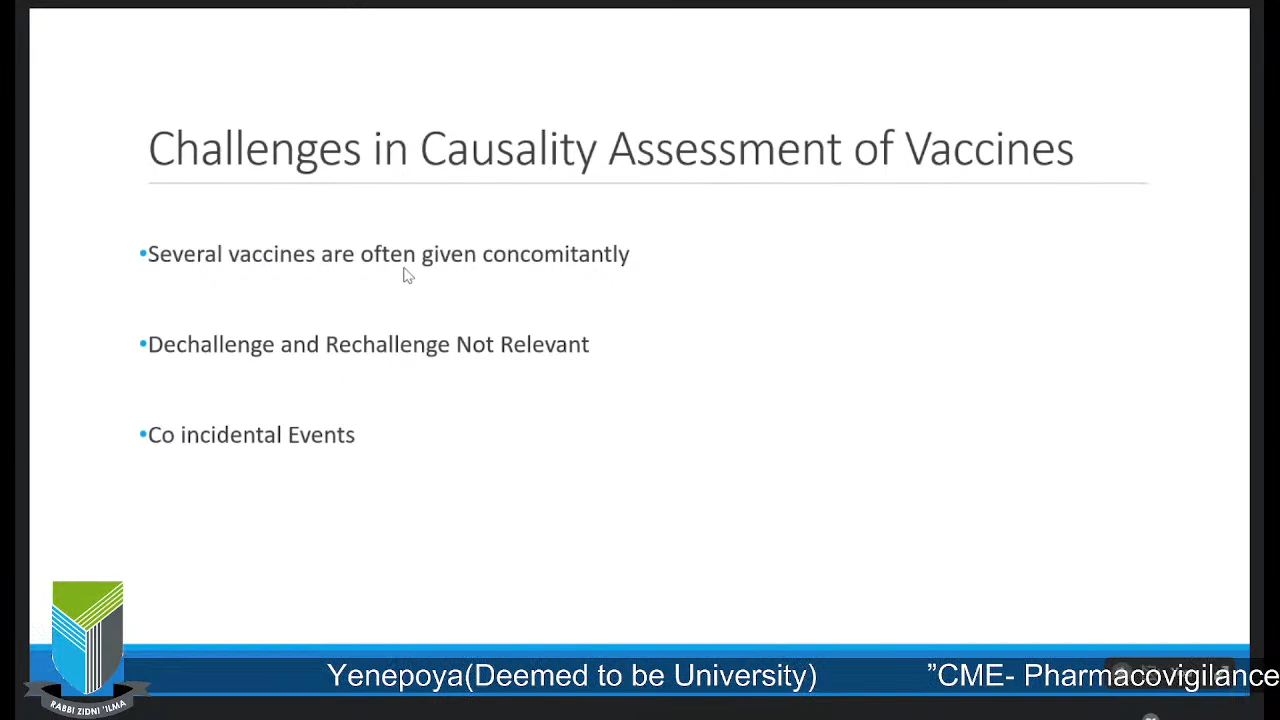 Challenges in Causality Assessment of Vaccines
•Several vaccines are often given concomitantly
•Dechallenge and Rechallenge Not Relevant
•Co incidental Events
Yenepoya(Deemed to be University) ”CME- Pharmacovigilance
RABBI ZIDNI 'ILMA